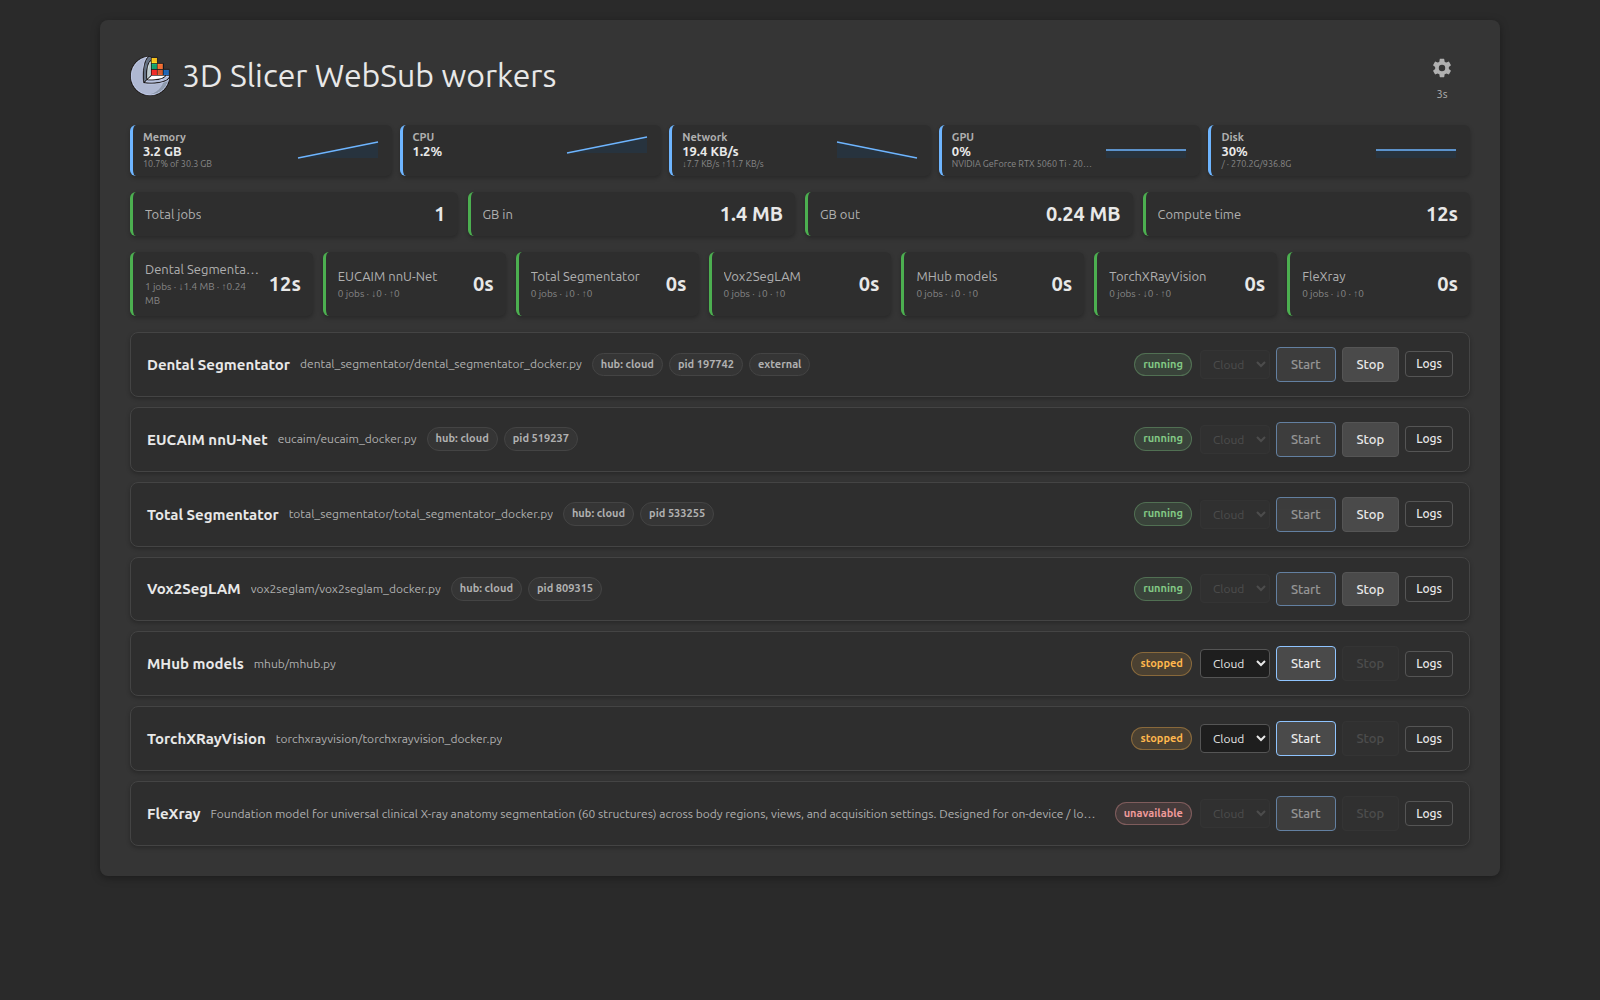 3D Slicer WebSub workers
3s
Memory
3.2 GB
10.7% of 30.3 GB
CPU
1.2%
Network
19.4 KB/s
↓7.7 KB/s ↑11.7 KB/s
GPU
0%
NVIDIA GeForce RTX 5060 Ti · 20...
Disk
30%
/ · 270.2G/936.8G
Total jobs 1
GB in 1.4 MB
GB out 0.24 MB
Compute time 12s
Dental Segmenta... 12s
1 jobs · ↓1.4 MB · ↑0.24
MB
EUCAIM nnU-Net 0s
0 jobs · ↓0 · ↑0
Total Segmentator 0s
0 jobs · ↓0 · ↑0
Vox2SegLAM 0s
0 jobs · ↓0 · ↑0
MHub models 0s
0 jobs · ↓0 · ↑0
TorchXRayVision 0s
0 jobs · ↓0 · ↑0
FleXray 0s
0 jobs · ↓0 · ↑0
Dental Segmentator dental_segmentator/dental_segmentator_docker.py hub: cloud pid 197742 external running Cloud Start Stop Logs
EUCAIM nnU-Net eucaim/eucaim_docker.py hub: cloud pid 519237 running Cloud Start Stop Logs
Total Segmentator total_segmentator/total_segmentator_docker.py hub: cloud pid 533255 running Cloud Start Stop Logs
Vox2SegLAM vox2seglam/vox2seglam_docker.py hub: cloud pid 809315 running Cloud Start Stop Logs
MHub models mhub/mhub.py stopped Cloud Start Stop Logs
TorchXRayVision torchxrayvision/torchxrayvision_docker.py stopped Cloud Start Stop Logs
FleXray Foundation model for universal clinical X-ray anatomy segmentation (60 structures) across body regions, views, and acquisition settings. Designed for on-device / lo... unavailable Cloud Start Stop Logs